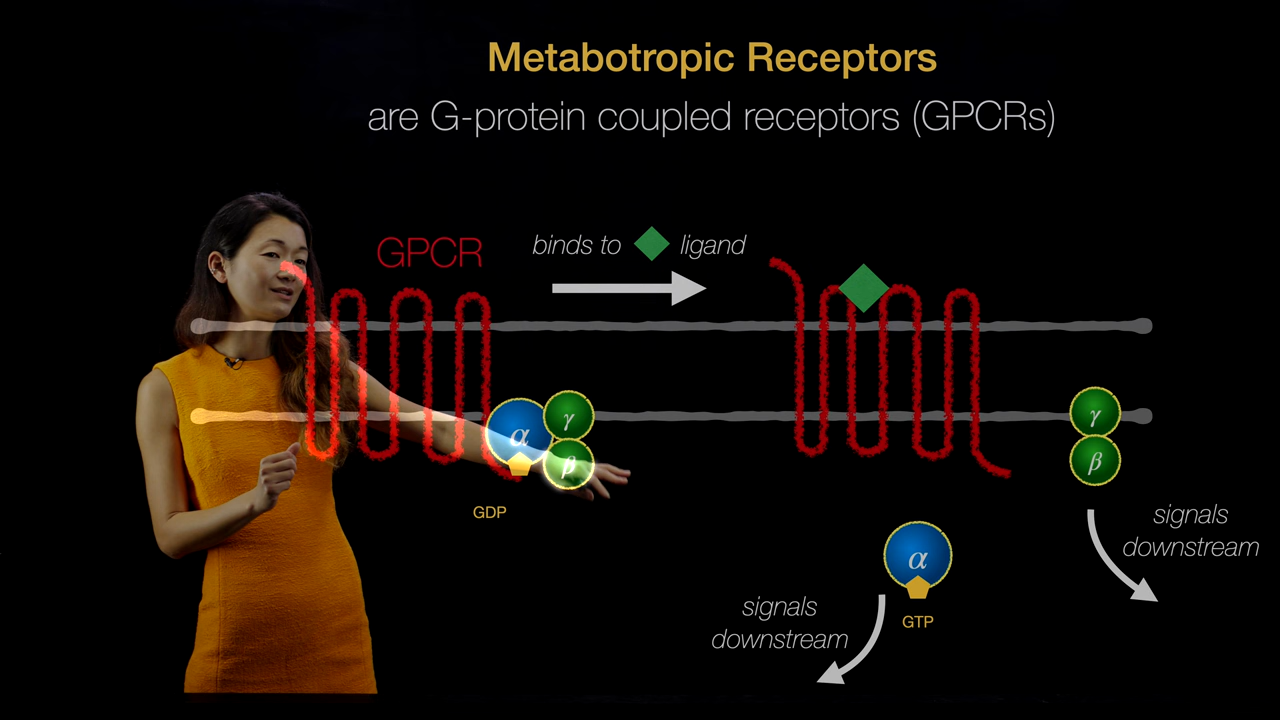 Metabotropic Receptors
are G-protein coupled receptors (GPCRs)
GPCR
binds to ligand
α
γ
β
GDP
γ
β
signals
downstream
α
GTP
signals
downstream